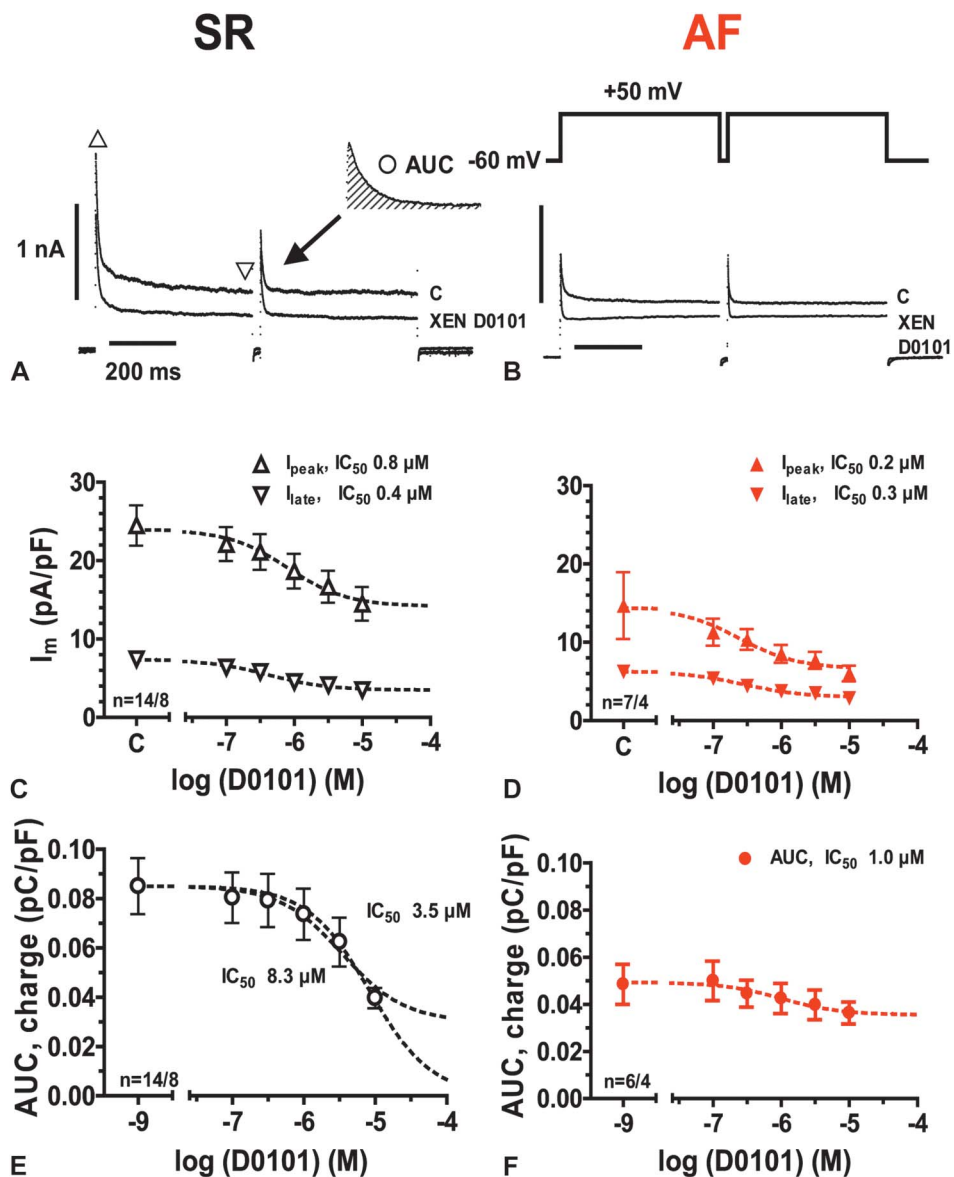 SR
AF
+50 mV
-60 mV
AUC
1 nA
C
XEN D0101
200 ms
A
C
XEN
D0101
B
Ipeak, IC50 0.8 µM
Ilate, IC50 0.4 µM
30
20
10
0
Im (pA/pF)
n=14/8
C -7 -6 -5 -4
log (D0101) (M)
C
Ipeak, IC50 0.2 µM
Ilate, IC50 0.3 µM
30
20
10
0
n=7/4
C -7 -6 -5 -4
log (D0101) (M)
D
0.10
0.08
0.06
0.04
0.02
0.00
AUC, charge (pC/pF)
IC50 3.5 µM
IC50 8.3 µM
n=14/8
-9 -7 -6 -5 -4
log (D0101) (M)
E
AUC, IC50 1.0 µM
0.10
0.08
0.06
0.04
0.02
0.00
AUC, charge (pC/pF)
n=6/4
-9 -7 -6 -5 -4
log (D0101) (M)
F